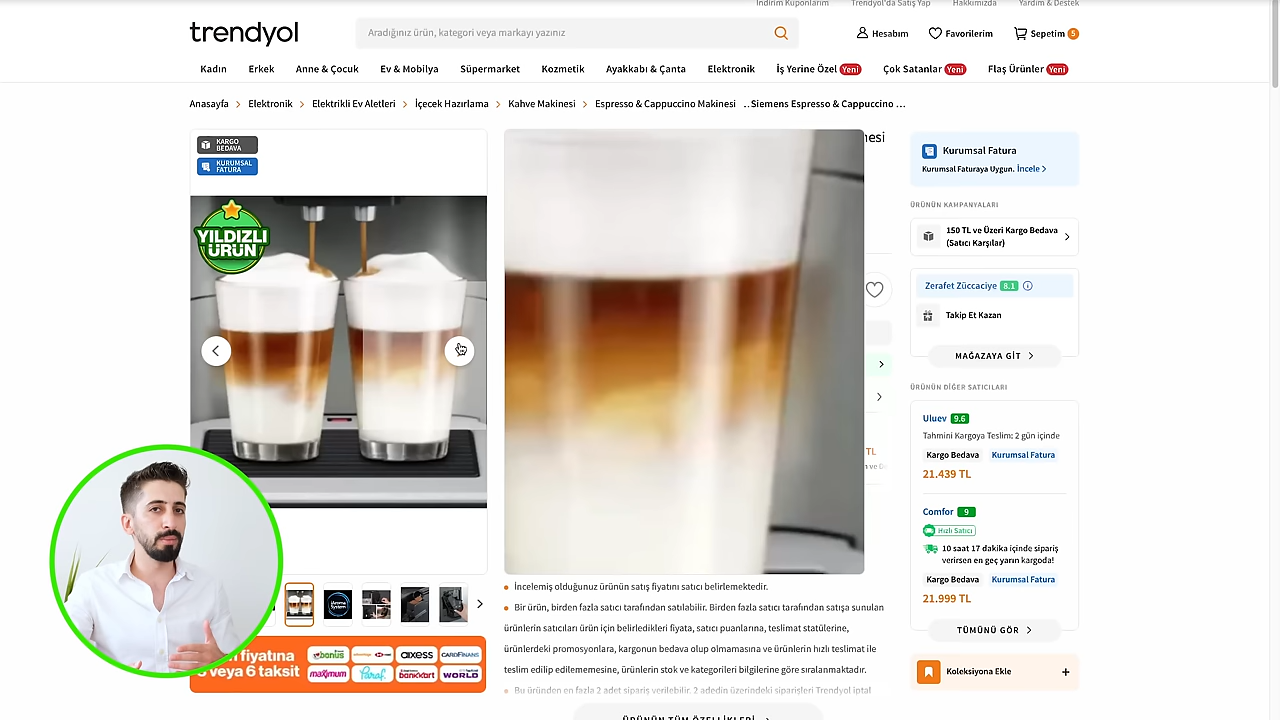 İndirim Kuponlarım Trendyol'da Satış Yap Hakkımızda Yardım & Destek
trendyol
Aradığınız ürün, kategori veya markayı yazınız
Hesabım Favorilerim Sepetim 5
Kadın Erkek Anne & Çocuk Ev & Mobilya Süpermarket Kozmetik Ayakkabı & Çanta Elektronik İş Yerine Özel Yeni Çok Satanlar Yeni Flaş Ürünler Yeni
Anasayfa Elektronik Elektrikli Ev Aletleri İçecek Hazırlama Kahve Makinesi Espresso & Cappuccino Makinesi ..Siemens Espresso & Cappuccino ...
KARGO
BEDAVA
KURUMSAL
FATURA
YILDIZLI
ÜRÜN
nesi
TL
Kurumsal Fatura
Kurumsal Faturaya Uygun. İncele
ÜRÜNÜN KAMPANYALARI
150 TL ve Üzeri Kargo Bedava
(Satıcı Karşılar)
Zerafet Züccaciye 8.1
Takip Et Kazan
MAĞAZAYA GİT
ÜRÜNÜN DİĞER SATICILARI
Uluev 9.6
Tahmini Kargoya Teslim: 2 gün içinde
Kargo Bedava Kurumsal Fatura
21.439 TL
Comfor 9
Hızlı Satıcı
10 saat 17 dakika içinde sipariş
verirsen en geç yarın kargoda!
Kargo Bedava Kurumsal Fatura
21.999 TL
TÜMÜNÜ GÖR
Koleksiyona Ekle +
iAroma
System
fiyatına
veya 6 taksit
bonus axess CARDFINANS
maximum Paraf bankkart WORLD
İncelemiş olduğunuz ürünün satış fiyatını satıcı belirlemektedir.
Bir ürün, birden fazla satıcı tarafından satılabilir. Birden fazla satıcı tarafından satışa sunulan
ürünlerin satıcıları ürün için belirledikleri fiyata, satıcı puanlarına, teslimat statülerine,
ürünlerdeki promosyonlara, kargonun bedava olup olmamasına ve ürünlerin hızlı teslimat ile
teslim edilip edilememesine, ürünlerin stok ve kategorileri bilgilerine göre sıralanmaktadır.
Bu üründen en fazla 2 adet sipariş verilebilir. 2 adedin üzerindeki siparişleri Trendyol iptal
ÜRÜNÜN TÜM ÖZELLİKLERİ